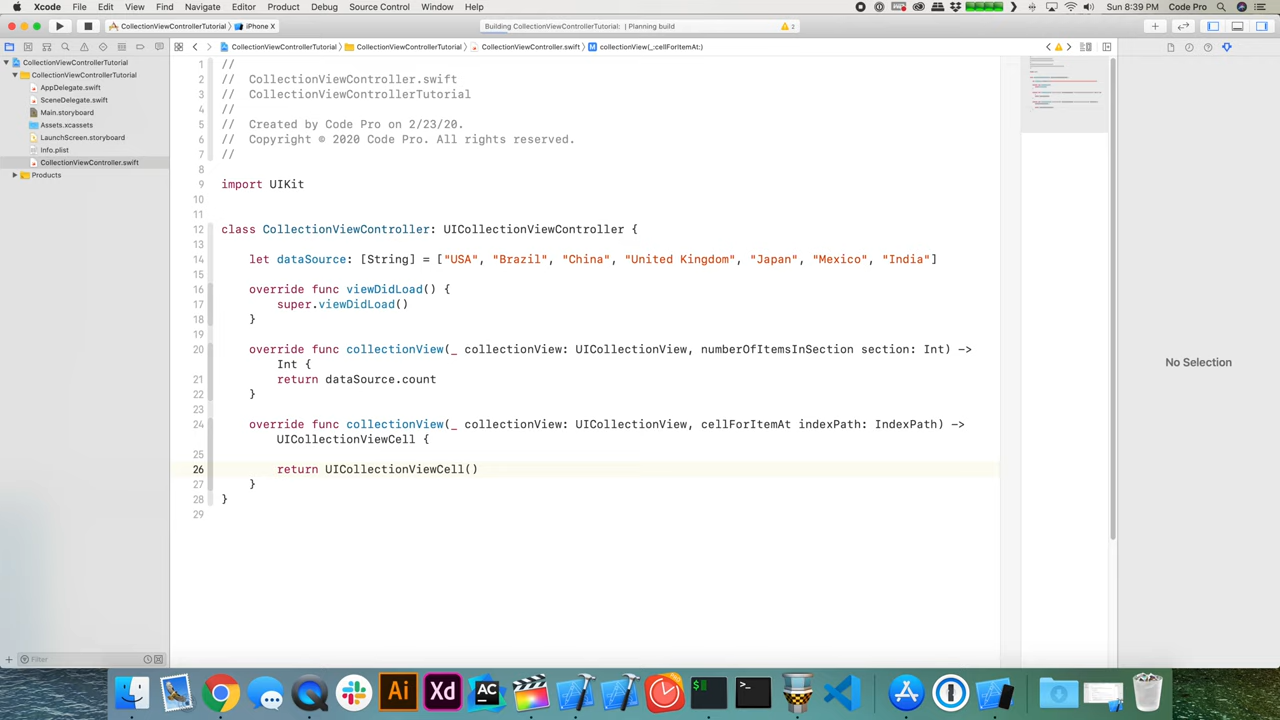 Xcode File Edit View Find Navigate Editor Product Debug Source Control Window Help
Sun 8:39 PM Code Pro
CollectionViewControllerTutorial iPhone X
Building CollectionViewControllerTutorial: | Planning build
2
CollectionViewControllerTutorial CollectionViewControllerTutorial CollectionViewController.swift M collectionView(_:cellForItemAt:)
CollectionViewControllerTutorial
CollectionViewControllerTutorial
AppDelegate.swift
SceneDelegate.swift
Main.storyboard
Assets.xcassets
LaunchScreen.storyboard
Info.plist
CollectionViewController.swift
Products
1 //
2 // CollectionViewController.swift
3 // CollectionViewControllerTutorial
4 //
5 // Created by Code Pro on 2/23/20.
6 // Copyright © 2020 Code Pro. All rights reserved.
7 //
8
9 import UIKit
10
11
12 class CollectionViewController: UICollectionViewController {
13
14 let dataSource: [String] = ["USA", "Brazil", "China", "United Kingdom", "Japan", "Mexico", "India"]
15
16 override func viewDidLoad() {
17 super.viewDidLoad()
18 }
19
20 override func collectionView(_ collectionView: UICollectionView, numberOfItemsInSection section: Int) ->
Int {
21 return dataSource.count
22 }
23
24 override func collectionView(_ collectionView: UICollectionView, cellForItemAt indexPath: IndexPath) ->
UICollectionViewCell {
25
26 return UICollectionViewCell()
27 }
28 }
29
No Selection
Filter
Ai
Xd
AC
$
>_